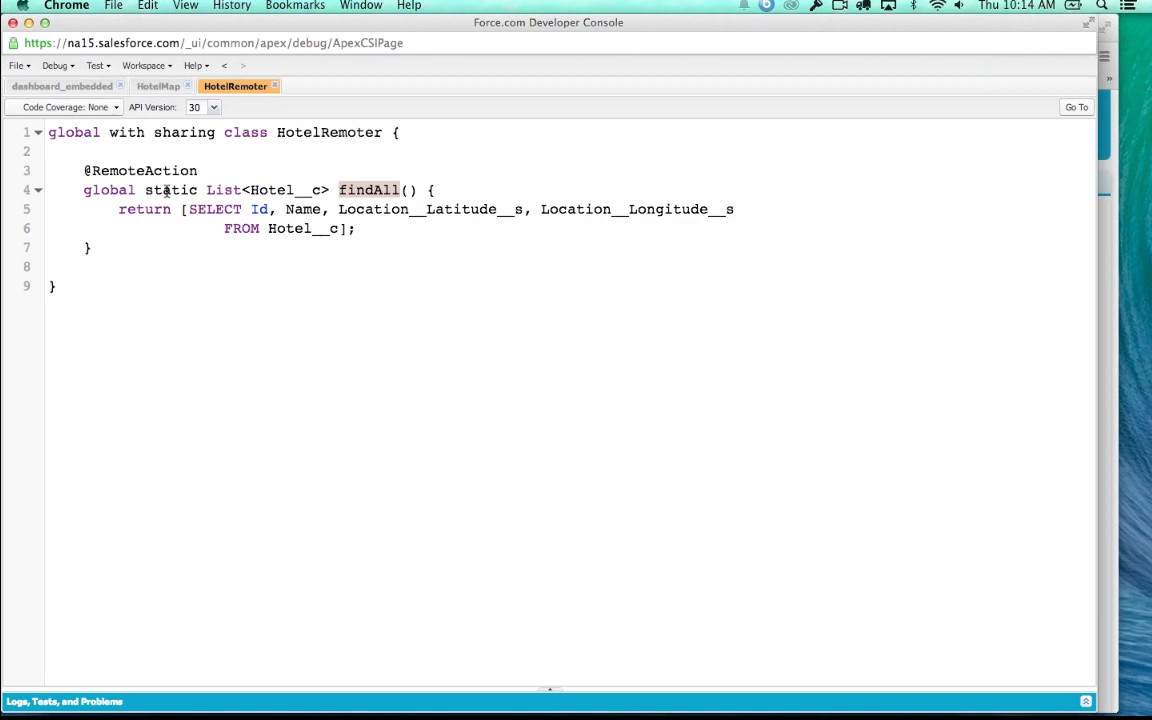 Chrome File Edit View History Bookmarks Window Help Thu 10:14 AM
Force.com Developer Console
https://na15.salesforce.com/_ui/common/apex/debug/ApexCSIPage
File Debug Test Workspace Help < >
dashboard_embedded HotelMap HotelRemoter
Code Coverage: None API Version: 30 Go To
1 global with sharing class HotelRemoter {
2
3 @RemoteAction
4 global static List<Hotel__c> findAll() {
5 return [SELECT Id, Name, Location__Latitude__s, Location__Longitude__s
6 FROM Hotel__c];
7 }
8
9 }
Logs, Tests, and Problems